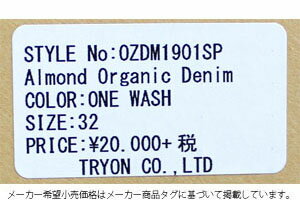 STYLE No:OZDM1901SP
Almond Organic Denim
COLOR:ONE WASH
SIZE:32
PRICE:¥20.000+税
TRYON CO.,LTD
メーカー希望小売価格はメーカー商品タグに基づいて掲載しています。